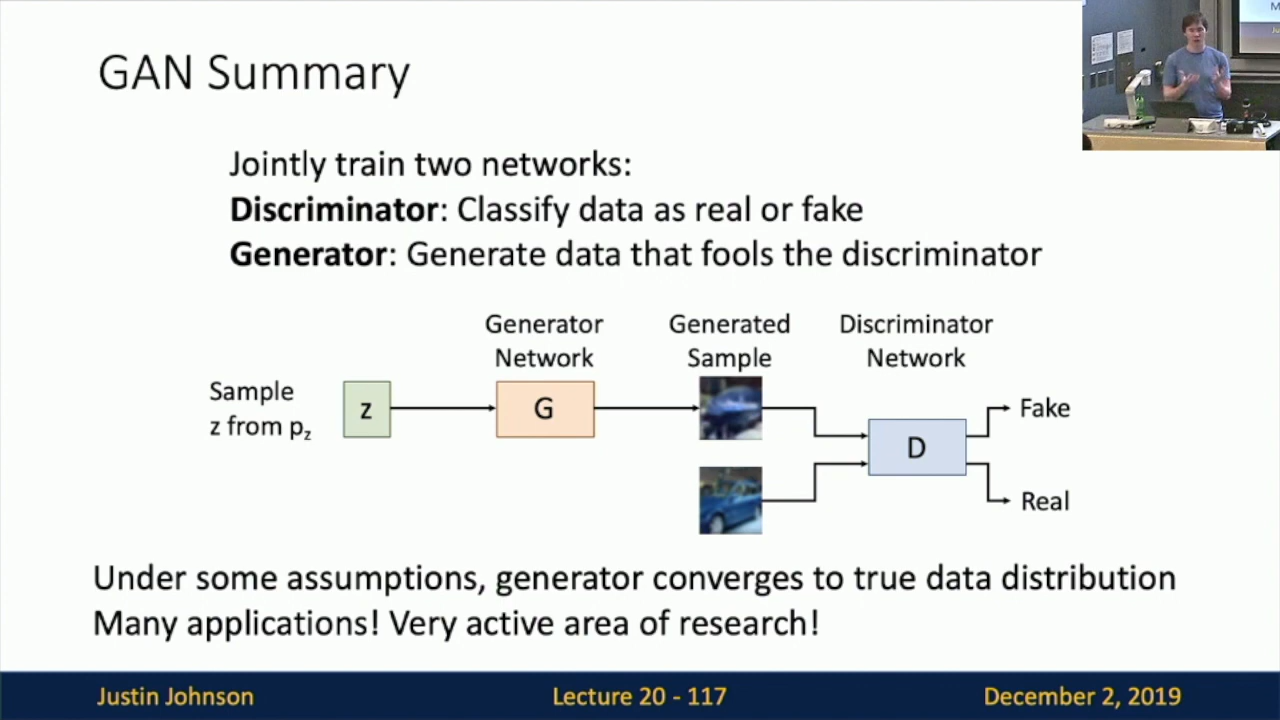 GAN Summary
Jointly train two networks:
Discriminator: Classify data as real or fake
Generator: Generate data that fools the discriminator
Generator
Network
Generated
Sample
Discriminator
Network
Sample
z from pz
z
G
D
Fake
Real
Under some assumptions, generator converges to true data distribution
Many applications! Very active area of research!
Justin Johnson
Lecture 20 - 117
December 2, 2019